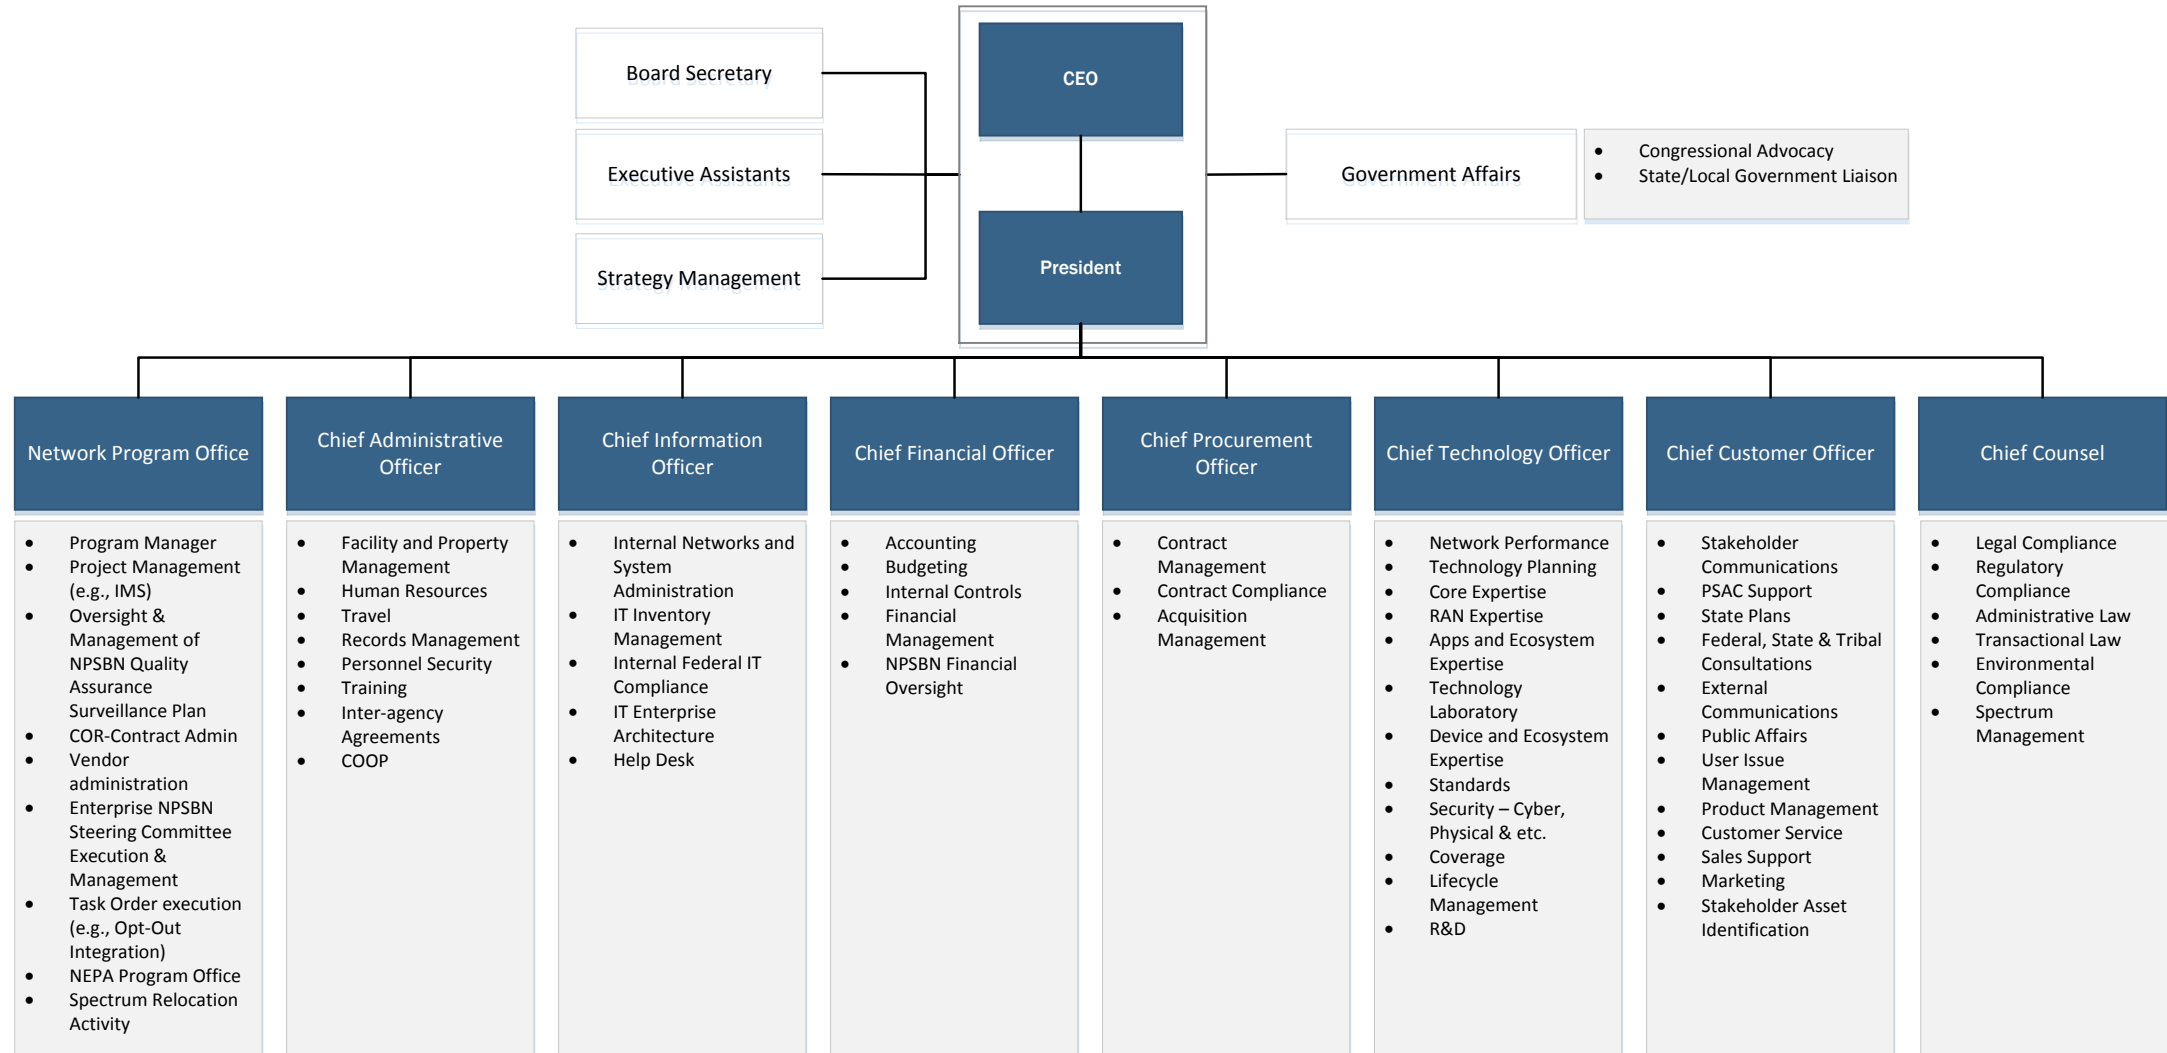 Board Secretary
CEO
Executive Assistants
Government Affairs
• Congressional Advocacy
• State/Local Government Liaison
Strategy Management
President
Network Program Office
• Program Manager
• Project Management
(e.g., IMS)
• Oversight &
Management of
NPSBN Quality
Assurance
Surveillance Plan
• COR-Contract Admin
• Vendor
administration
• Enterprise NPSBN
Steering Committee
Execution &
Management
• Task Order execution
(e.g., Opt-Out
Integration)
• NEPA Program Office
• Spectrum Relocation
Activity
Chief Administrative
Officer
• Facility and Property
Management
• Human Resources
• Travel
• Records Management
• Personnel Security
• Training
• Inter-agency
Agreements
• COOP
Chief Information
Officer
• Internal Networks and
System
Administration
• IT Inventory
Management
• Internal Federal IT
Compliance
• IT Enterprise
Architecture
• Help Desk
Chief Financial Officer
• Accounting
• Budgeting
• Internal Controls
• Financial
Management
• NPSBN Financial
Oversight
Chief Procurement
Officer
• Contract
Management
• Contract Compliance
• Acquisition
Management
Chief Technology Officer
• Network Performance
• Technology Planning
• Core Expertise
• RAN Expertise
• Apps and Ecosystem
Expertise
• Technology
Laboratory
• Device and Ecosystem
Expertise
• Standards
• Security – Cyber,
Physical & etc.
• Coverage
• Lifecycle
Management
• R&D
Chief Customer Officer
• Stakeholder
Communications
• PSAC Support
• State Plans
• Federal, State & Tribal
Consultations
• External
Communications
• Public Affairs
• User Issue
Management
• Product Management
• Customer Service
• Sales Support
• Marketing
• Stakeholder Asset
Identification
Chief Counsel
• Legal Compliance
• Regulatory
Compliance
• Administrative Law
• Transactional Law
• Environmental
Compliance
• Spectrum
Management